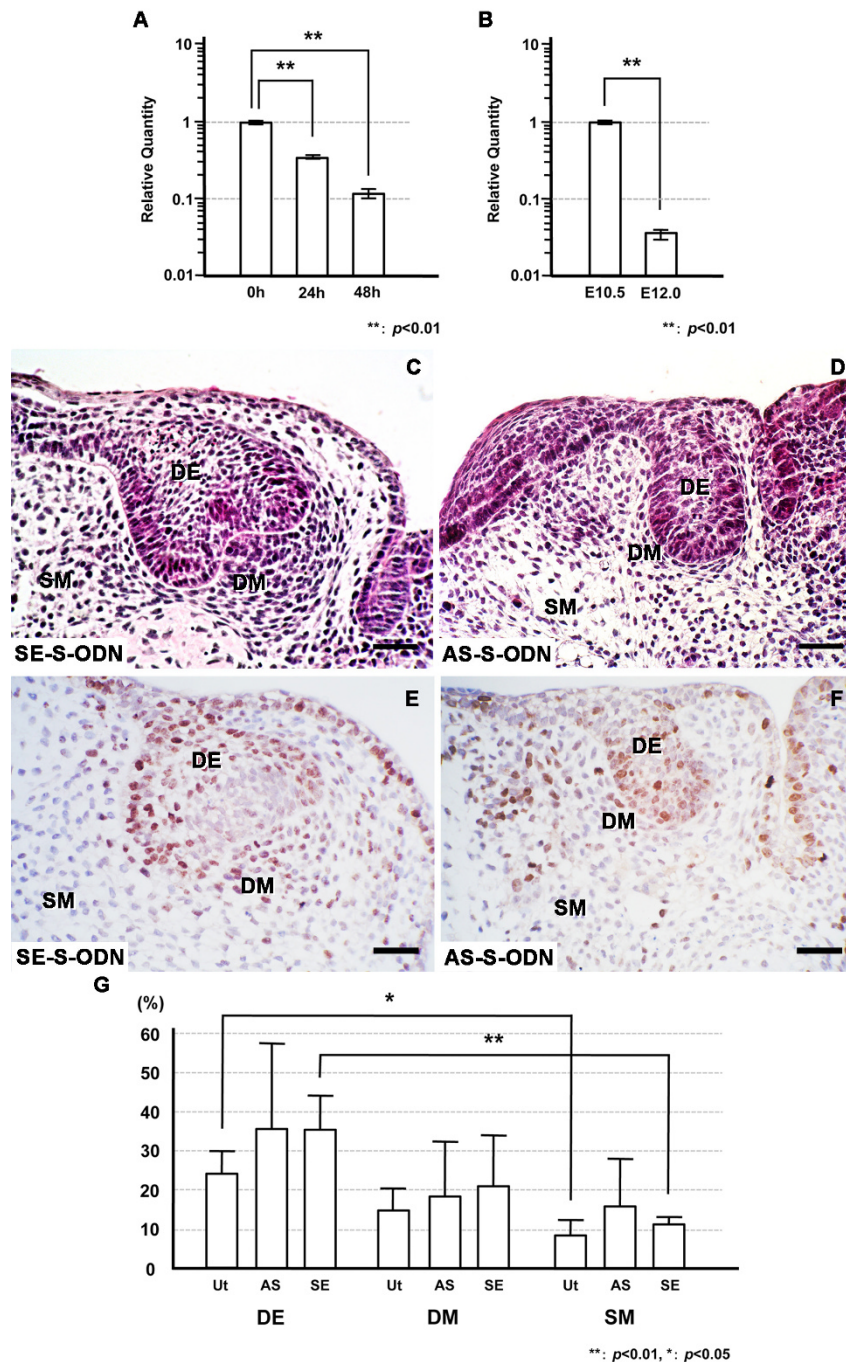 A
B
Relative Quantity
10
1
0.1
0.01
**
**
0h 24h 48h
**: p<0.01
Relative Quantity
10
1
0.1
0.01
**
E10.5 E12.0
**: p<0.01
C
DE
SM
DM
SE-S-ODN
D
DE
DM
SM
AS-S-ODN
E
DE
DM
SM
SE-S-ODN
F
DE
DM
SM
AS-S-ODN
G
(%)
60
50
40
30
20
10
0
*
**
Ut AS SE Ut AS SE Ut AS SE
DE DM SM
**: p<0.01, *: p<0.05